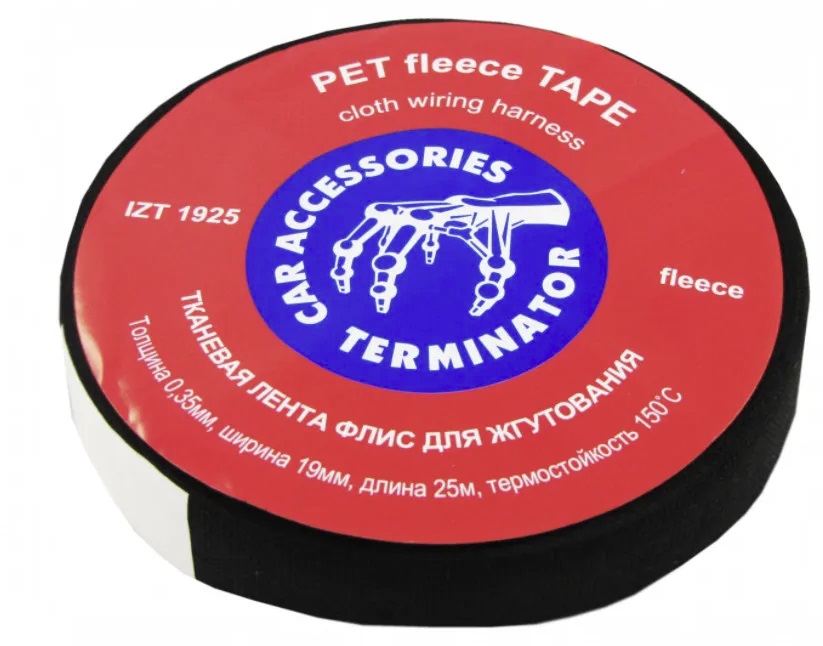 PET fleece TAPE
cloth wiring harness
CAR ACCESSORIES
TERMINATOR
IZT 1925
fleece
ТКАНЕВАЯ ЛЕНТА ФЛИС ДЛЯ ЖГУТОВАНИЯ
Толщина 0,35мм, ширина 19мм, длина 25м, термостойкость 150°C